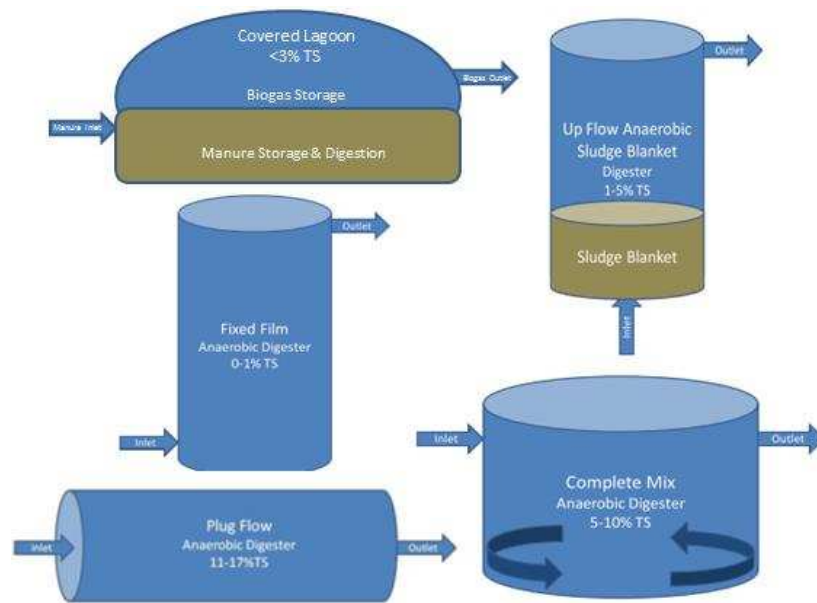 Covered Lagoon
<3% TS
Biogas Storage
Biogas Outlet
Manure Inlet
Manure Storage & Digestion
Outlet
Up Flow Anaerobic
Sludge Blanket
Digester
1-5% TS
Sludge Blanket
Inlet
Outlet
Fixed Film
Anaerobic Digester
0-1% TS
Inlet
Inlet
Outlet
Complete Mix
Anaerobic Digester
5-10% TS
Plug Flow
Anaerobic Digester
11-17%TS
Inlet
Outlet